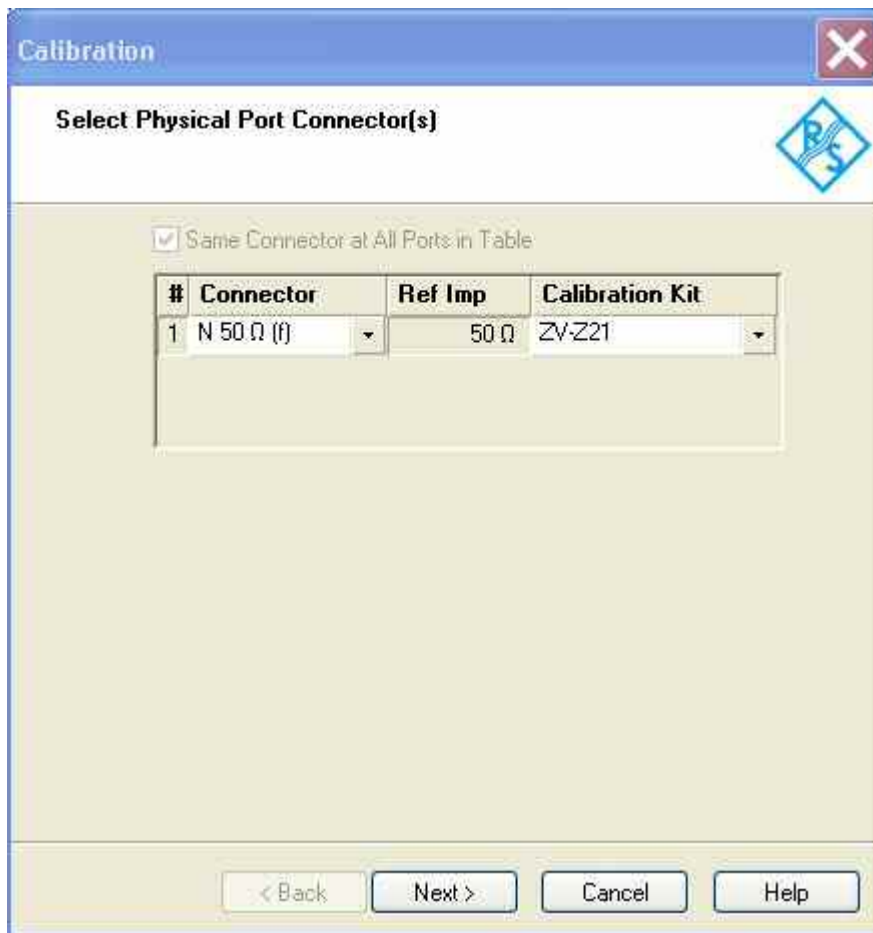 Calibration
Select Physical Port Connector(s)
R S
Same Connector at All Ports in Table
# Connector Ref Imp Calibration Kit
1 N 50 Ω (f) 50 Ω ZV-Z21
< Back Next > Cancel Help